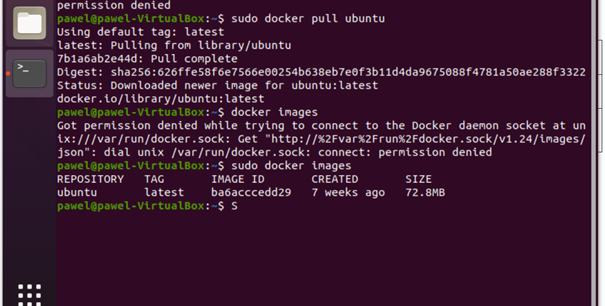 permission denied
pawel@pawel-VirtualBox:~$ sudo docker pull ubuntu
Using default tag: latest
latest: Pulling from library/ubuntu
7b1a6ab2e44d: Pull complete
Digest: sha256:626ffe58f6e7566e00254b638eb7e0f3b11d4da9675088f4781a50ae288f3322
Status: Downloaded newer image for ubuntu:latest
docker.io/library/ubuntu:latest
pawel@pawel-VirtualBox:~$ docker images
Got permission denied while trying to connect to the Docker daemon socket at un
ix:///var/run/docker.sock: Get "http://%2Fvar%2Frun%2Fdocker.sock/v1.24/images/
json": dial unix /var/run/docker.sock: connect: permission denied
pawel@pawel-VirtualBox:~$ sudo docker images
REPOSITORY   TAG       IMAGE ID       CREATED       SIZE
ubuntu       latest    ba6acccedd29   7 weeks ago   72.8MB
pawel@pawel-VirtualBox:~$ S